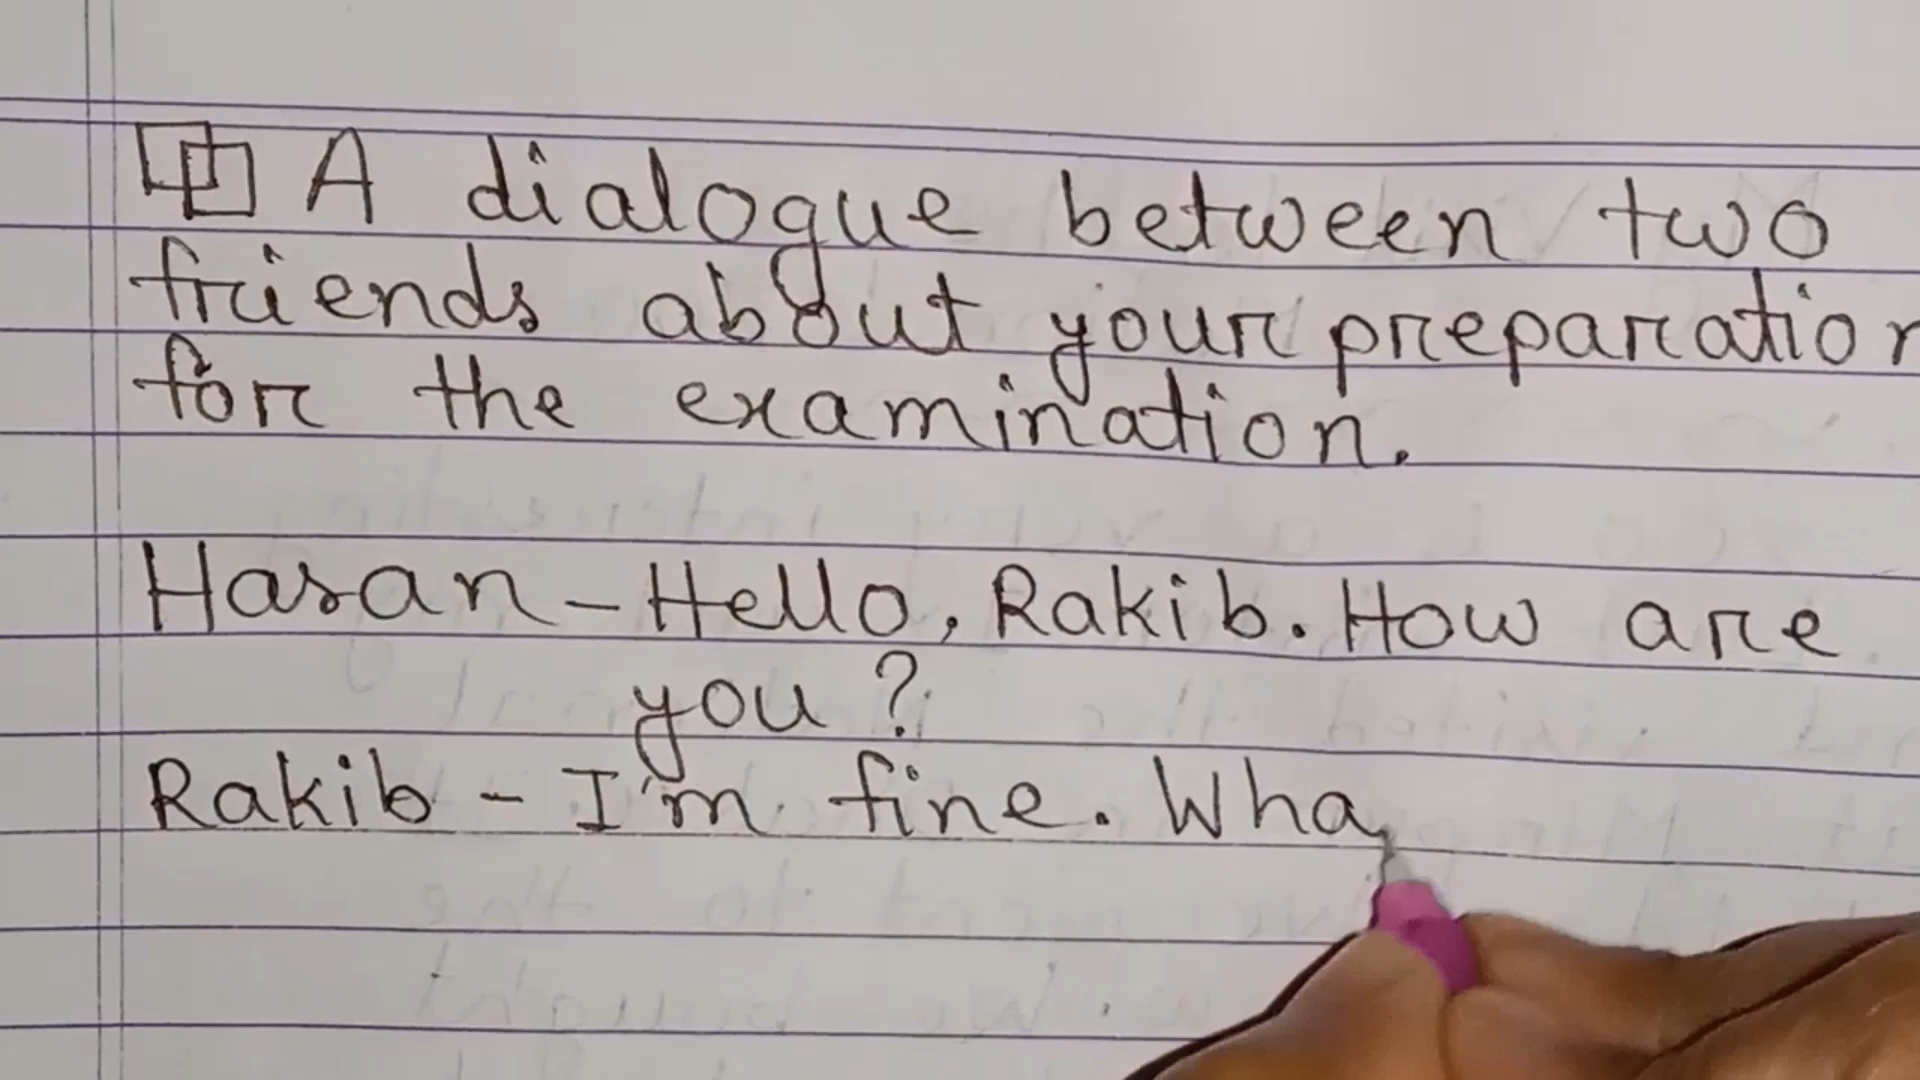 A dialogue between two
friends about your preparation
for the examination.
Hasan - Hello, Rakib. How are
you?
Rakib - I'm fine. Wha